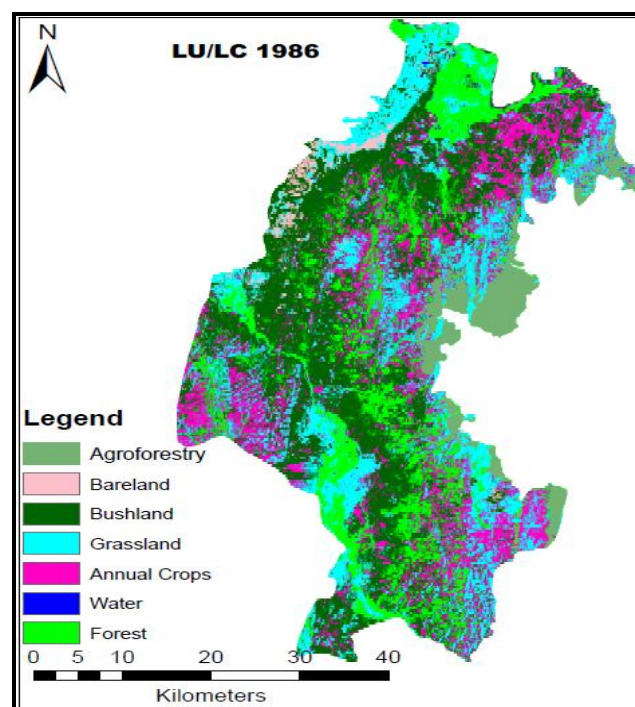 N
LU/LC 1986
Legend
Agroforestry
Bareland
Bushland
Grassland
Annual Crops
Water
Forest
0 5 10 20 30 40
Kilometers